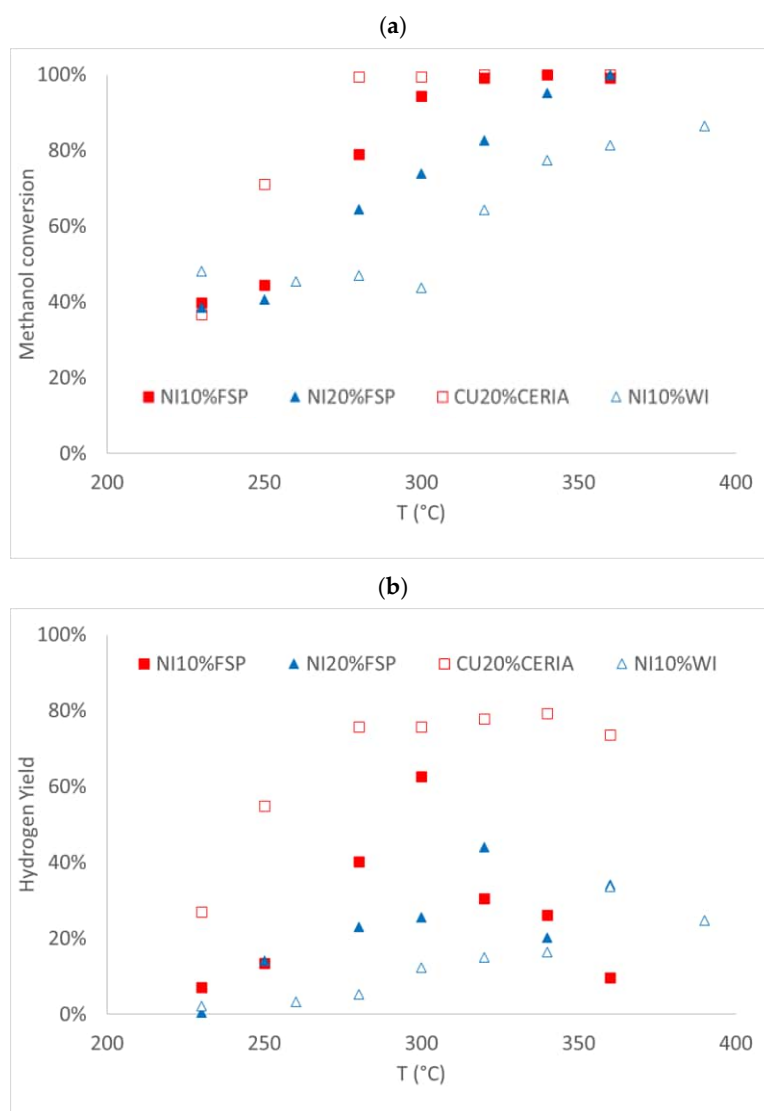 (a)
100%
80%
60%
40%
20%
0%
Methanol conversion
NI10%FSP NI20%FSP CU20%CERIA NI10%WI
200 250 300 350 400
T (°C)
(b)
100%
80%
60%
40%
20%
0%
Hydrogen Yield
NI10%FSP NI20%FSP CU20%CERIA NI10%WI
200 250 300 350 400
T (°C)